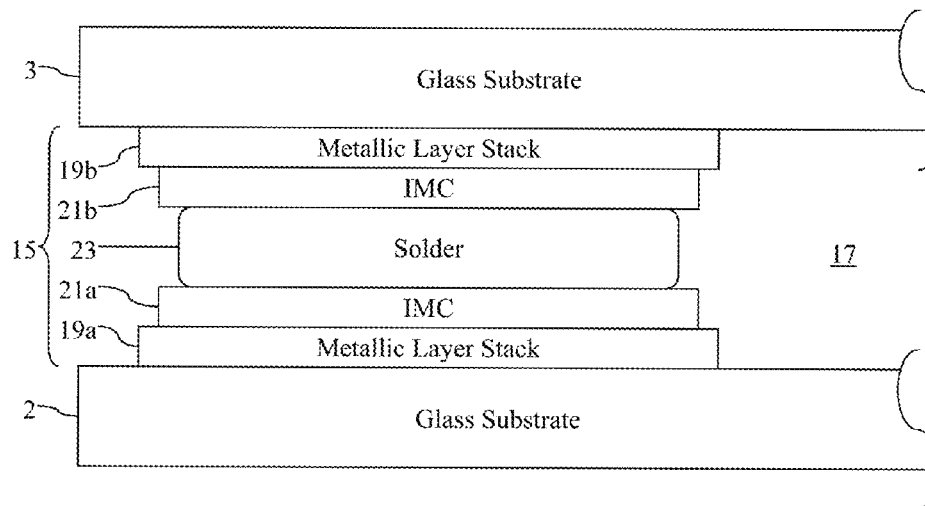 3
Glass Substrate
19b
Metallic Layer Stack
21b
IMC
15
23
Solder
17
21a
IMC
19a
Metallic Layer Stack
2
Glass Substrate